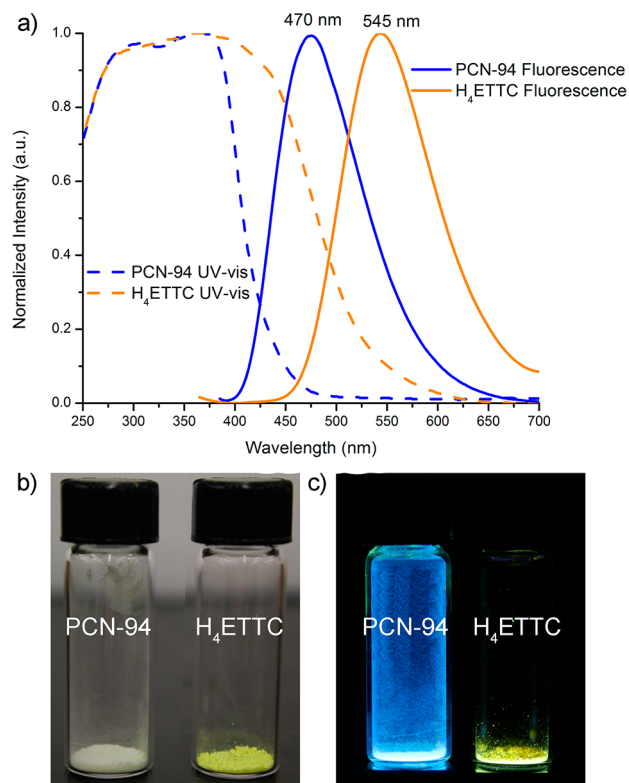 a)
470 nm 545 nm
1.0
0.8
0.6
0.4
0.2
0.0
Normalized Intensity (a.u.)
PCN-94 Fluorescence
H₄ETTC Fluorescence
PCN-94 UV-vis
H₄ETTC UV-vis
250 300 350 400 450 500 550 600 650 700
Wavelength (nm)
b)
PCN-94 H₄ETTC
c)
PCN-94 H₄ETTC